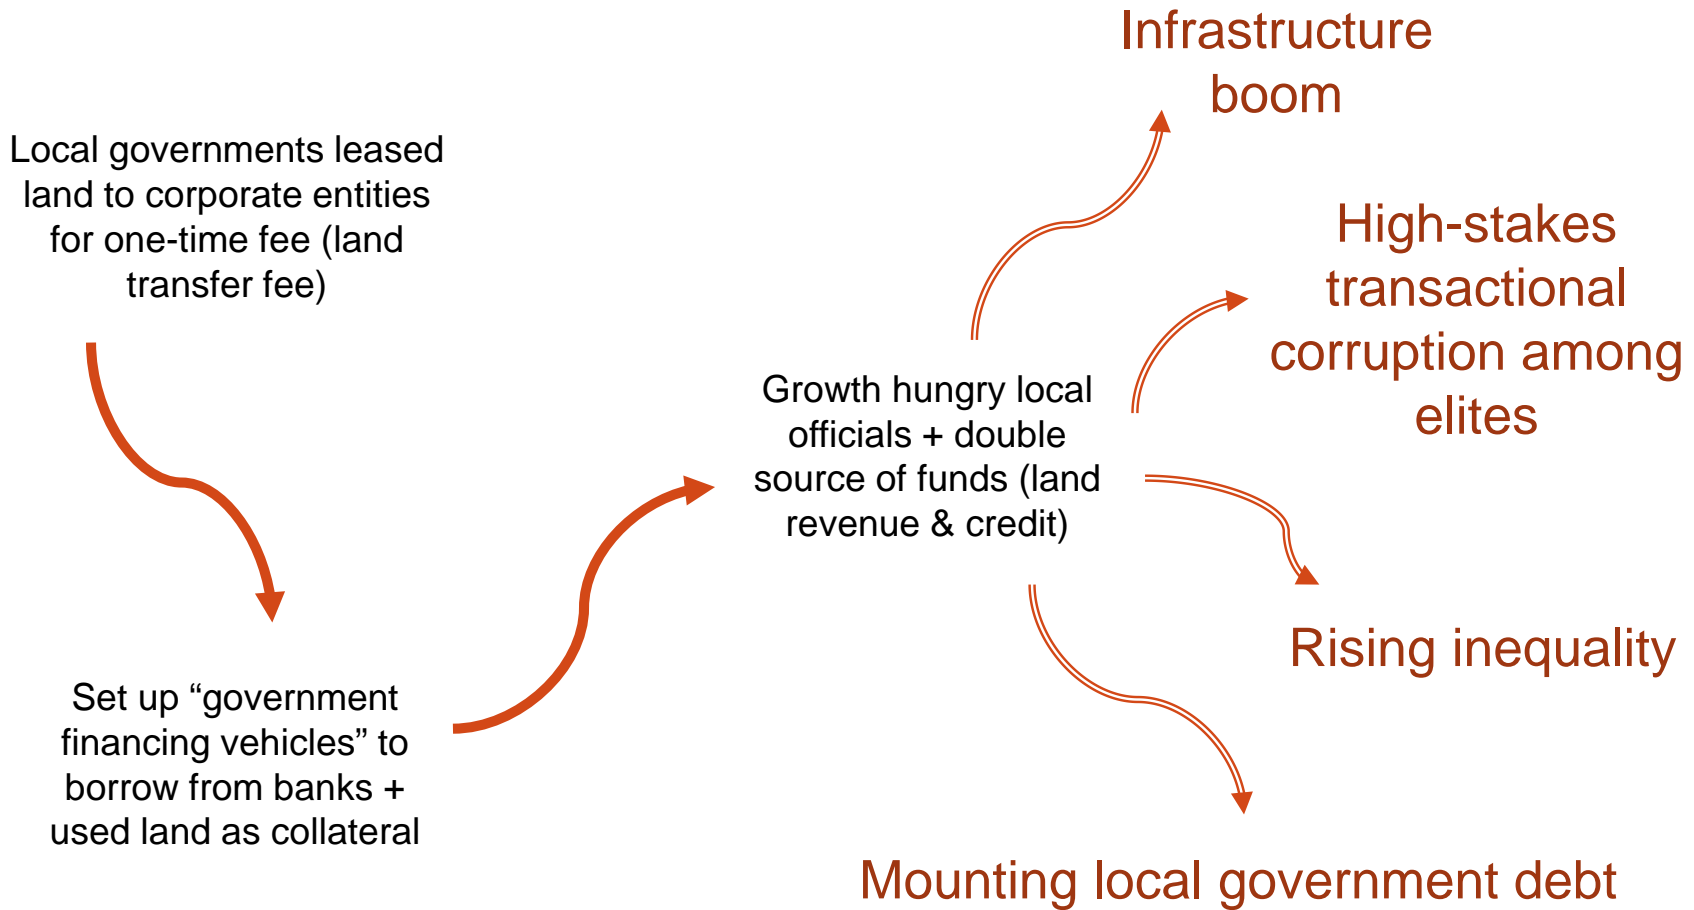 Infrastructure
boom
Local governments leased
land to corporate entities
for one-time fee (land
transfer fee)
High-stakes
transactional
corruption among
elites
Growth hungry local
officials + double
source of funds (land
revenue & credit)
Rising inequality
Set up “government
financing vehicles” to
borrow from banks +
used land as collateral
Mounting local government debt